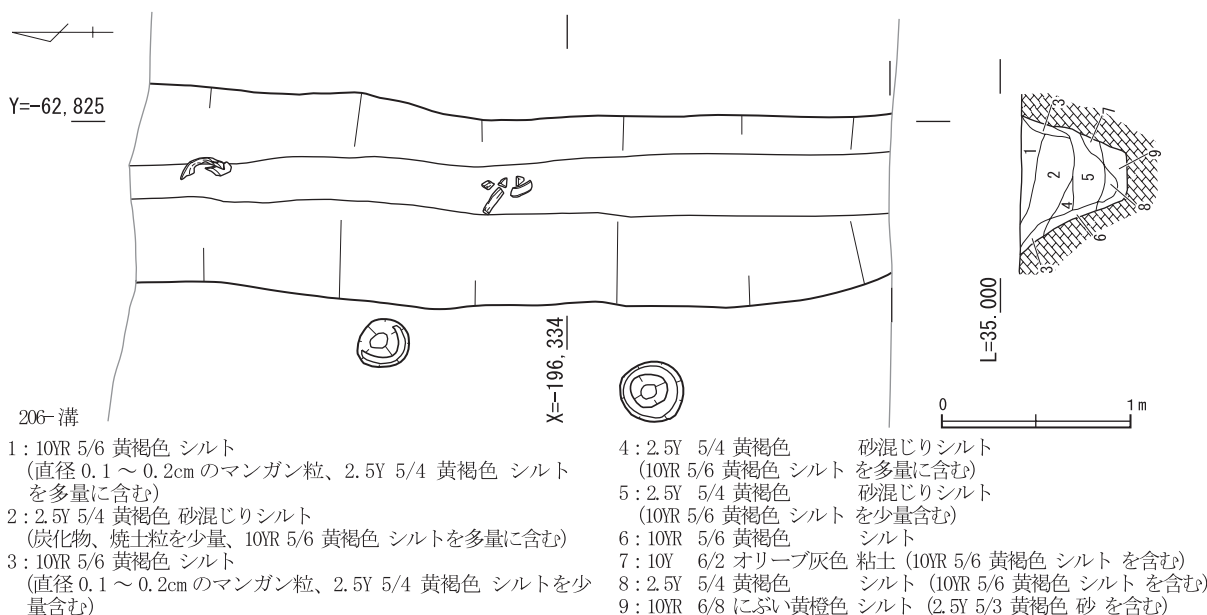 Y=-62,825
1
2
3
3
4
5
6
7
8
9
L=35.000
X=-196,334
0 1m
206-溝
1:10YR 5/6 黄褐色 シルト
(直径 0.1～0.2cm のマンガン粒、2.5Y 5/4 黄褐色 シルト
を多量に含む)
2:2.5Y 5/4 黄褐色 砂混じりシルト
(炭化物、焼土粒を少量、10YR 5/6 黄褐色 シルトを多量に含む)
3:10YR 5/6 黄褐色 シルト
(直径 0.1～0.2cm のマンガン粒、2.5Y 5/4 黄褐色 シルトを少
量含む)
4:2.5Y 5/4 黄褐色 砂混じりシルト
(10YR 5/6 黄褐色 シルト を多量に含む)
5:2.5Y 5/4 黄褐色 砂混じりシルト
(10YR 5/6 黄褐色 シルト を少量含む)
6:10YR 5/6 黄褐色 シルト
7:10Y 6/2 オリーブ灰色 粘土 (10YR 5/6 黄褐色 シルト を含む)
8:2.5Y 5/4 黄褐色 シルト (10YR 5/6 黄褐色 シルト を含む)
9:10YR 6/8 にぶい黄橙色 シルト (2.5Y 5/3 黄褐色 砂 を含む)